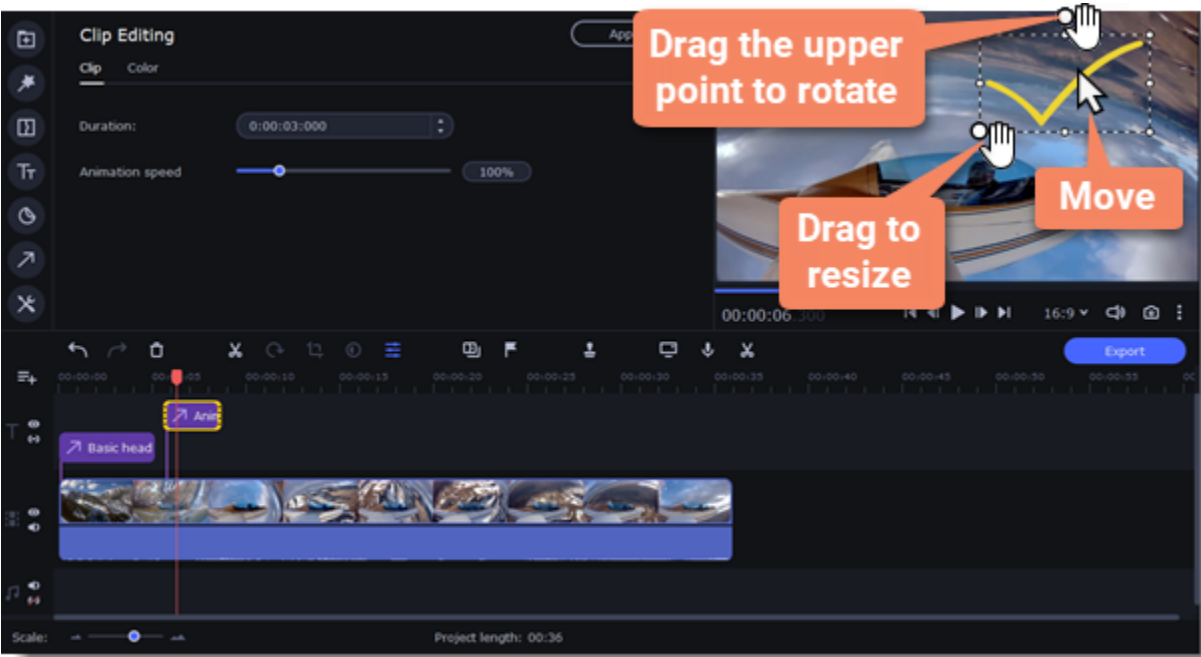 Clip Editing
Clip Color
Duration: 0:00:03:000
Animation speed 100%
Drag the upper
point to rotate
Move
Drag to
resize
00:00:06.300
16:9
Export
00:00:00 00:00:10 00:00:15 00:00:20 00:00:25 00:00:30 00:00:35 00:00:40 00:00:45 00:00:50 00:00:55
Basic head
Scale: Project length: 00:36